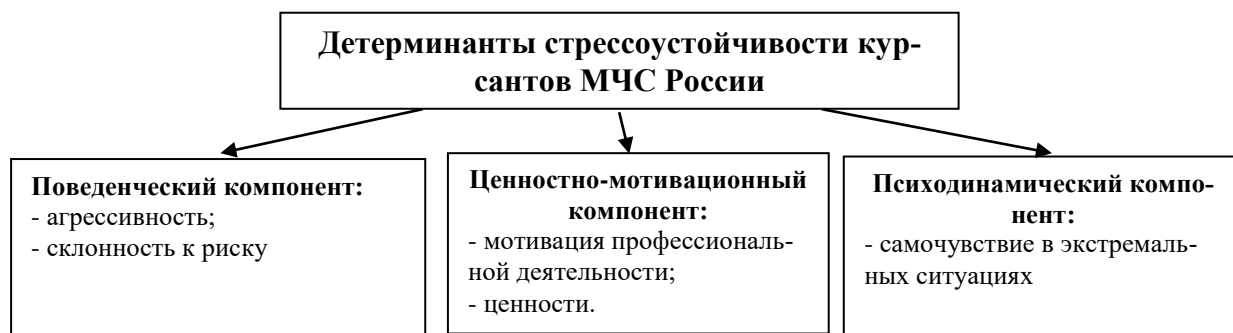 Детерминанты стрессоустойчивости кур-
сантов МЧС России
Поведенческий компонент:
- агрессивность;
- склонность к риску
Ценностно-мотивационный
компонент:
- мотивация профессиональ-
ной деятельности;
- ценности.
Психодинамический компо-
нент:
- самочувствие в экстремаль-
ных ситуациях